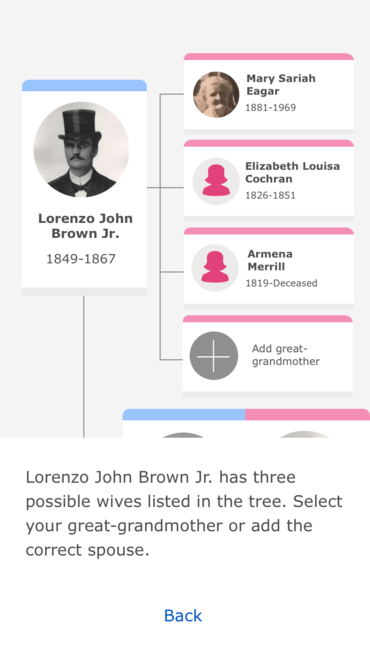 Mary Sariah
Eagar
1881-1969
Lorenzo John
Brown Jr.
1849-1867
Elizabeth Louisa
Cochran
1826-1851
Armena
Merrill
1819-Deceased
Add great-
grandmother
Lorenzo John Brown Jr. has three
possible wives listed in the tree. Select
your great-grandmother or add the
correct spouse.
Back